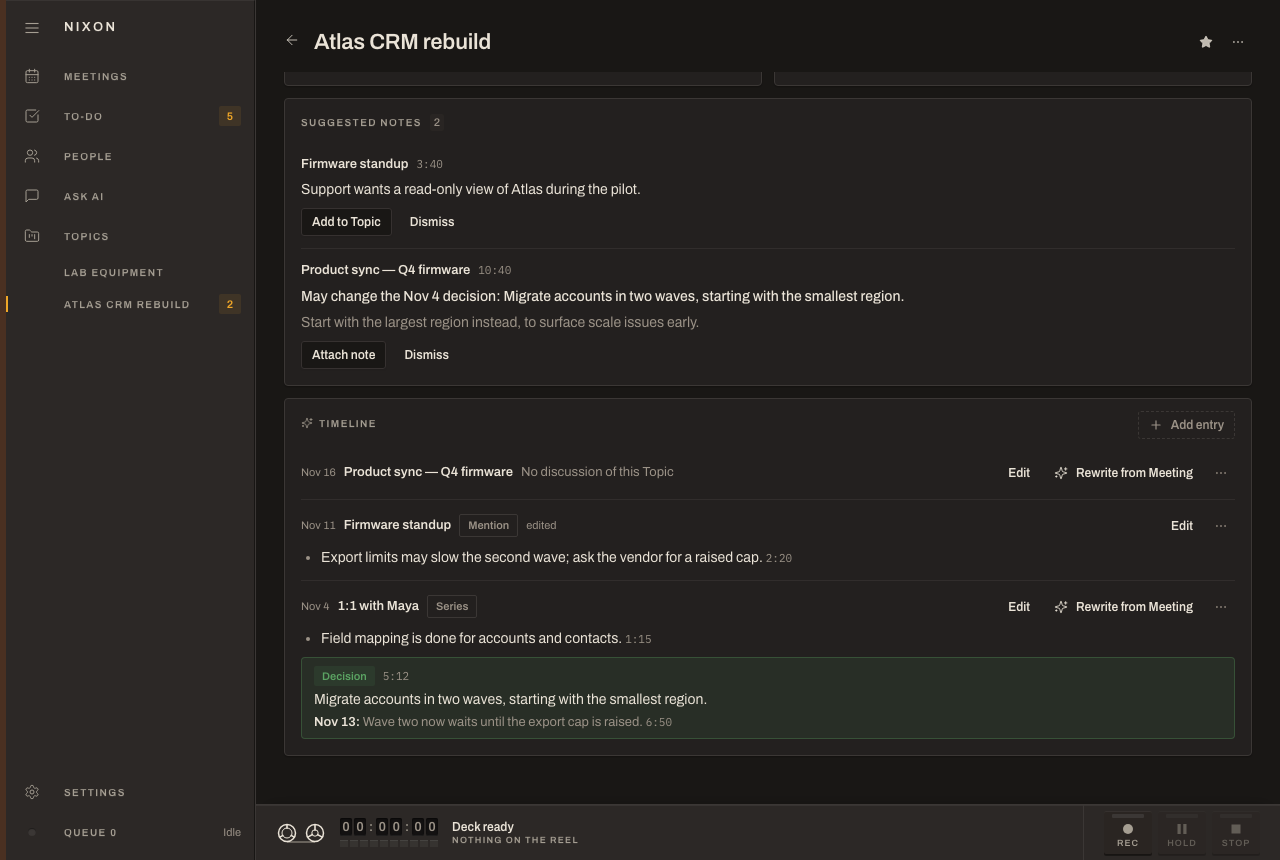 NIXON
MEETINGS
TO-DO 5
PEOPLE
ASK AI
TOPICS
LAB EQUIPMENT
ATLAS CRM REBUILD 2
SETTINGS
QUEUE 0 Idle
Atlas CRM rebuild
SUGGESTED NOTES 2
Firmware standup 3:40
Support wants a read-only view of Atlas during the pilot.
Add to Topic Dismiss
Product sync — Q4 firmware 10:40
May change the Nov 4 decision: Migrate accounts in two waves, starting with the smallest region.
Start with the largest region instead, to surface scale issues early.
Attach note Dismiss
TIMELINE Add entry
Nov 16 Product sync — Q4 firmware No discussion of this Topic Edit Rewrite from Meeting
Nov 11 Firmware standup Mention edited Edit
• Export limits may slow the second wave; ask the vendor for a raised cap. 2:20
Nov 4 1:1 with Maya Series Edit Rewrite from Meeting
• Field mapping is done for accounts and contacts. 1:15
Decision 5:12
Migrate accounts in two waves, starting with the smallest region.
Nov 13: Wave two now waits until the export cap is raised. 6:50
00:00:00 Deck ready
NOTHING ON THE REEL
REC HOLD STOP